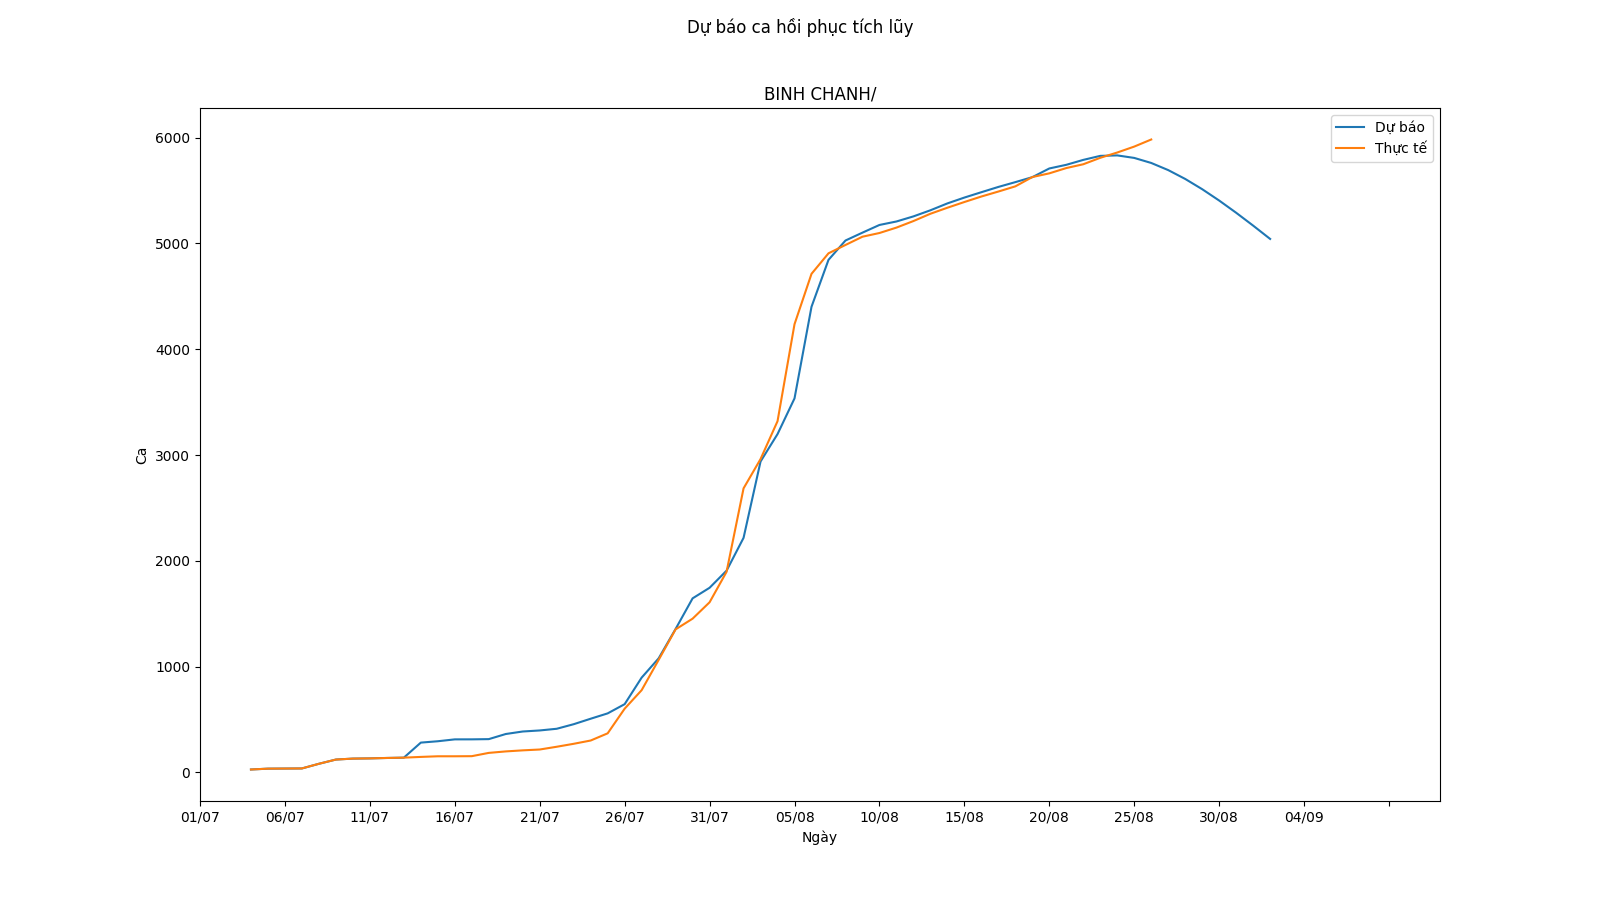 Dự báo ca hồi phục tích lũy
BINH CHANH/
Dự báo
Thực tế
6000
5000
4000
3000
2000
1000
0
Ca
01/07 06/07 11/07 16/07 21/07 26/07 31/07 05/08 10/08 15/08 20/08 25/08 30/08 04/09
Ngày